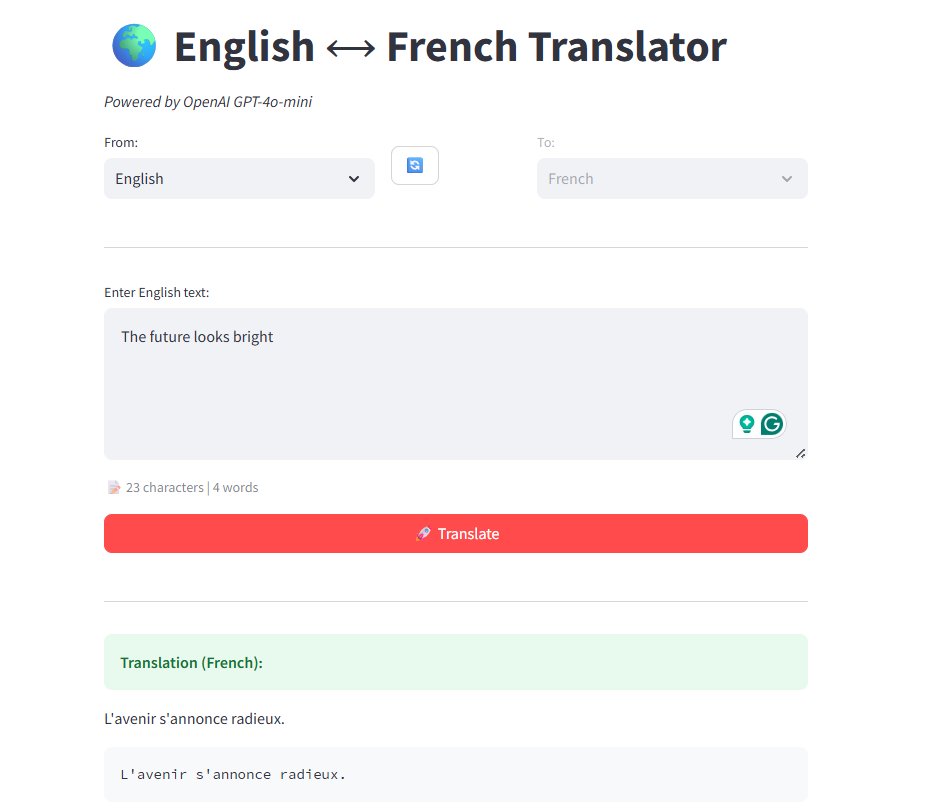 English ⟷ French Translator
Powered by OpenAI GPT-4o-mini
From:
To:
English
French
Enter English text:
The future looks bright
23 characters | 4 words
Translate
Translation (French):
L'avenir s'annonce radieux.
L'avenir s'annonce radieux.